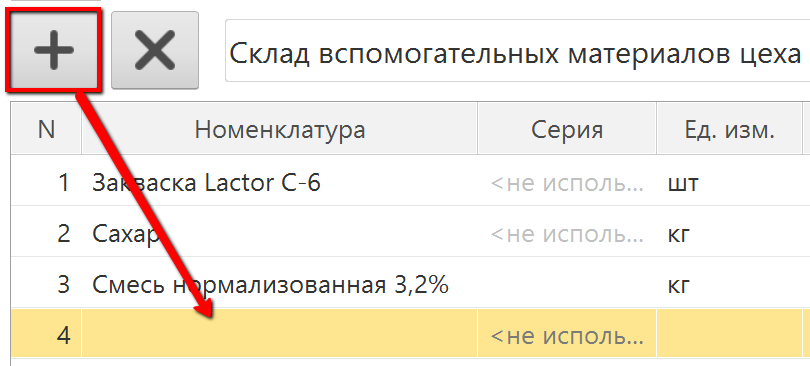 Склад вспомогательных материалов цеха
N Номенклатура Серия Ед. изм.
1 Закваска Lactor C-6 <не исполь... шт
2 Сахар <не исполь... кг
3 Смесь нормализованная 3,2% кг
4 <не исполь...